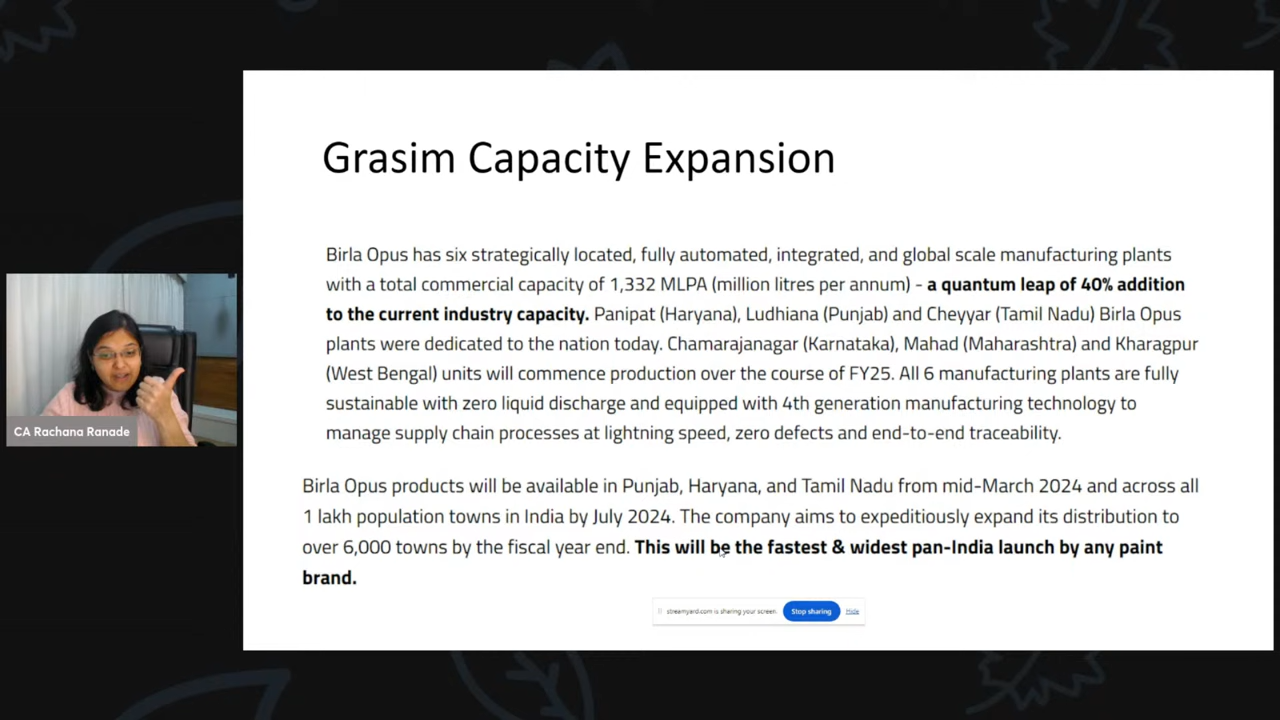 Grasim Capacity Expansion
Birla Opus has six strategically located, fully automated, integrated, and global scale manufacturing plants
with a total commercial capacity of 1,332 MLPA (million litres per annum) - a quantum leap of 40% addition
to the current industry capacity. Panipat (Haryana), Ludhiana (Punjab) and Cheyyar (Tamil Nadu) Birla Opus
plants were dedicated to the nation today. Chamarajanagar (Karnataka), Mahad (Maharashtra) and Kharagpur
(West Bengal) units will commence production over the course of FY25. All 6 manufacturing plants are fully
sustainable with zero liquid discharge and equipped with 4th generation manufacturing technology to
manage supply chain processes at lightning speed, zero defects and end-to-end traceability.
CA Rachana Ranade
Birla Opus products will be available in Punjab, Haryana, and Tamil Nadu from mid-March 2024 and across all
1 lakh population towns in India by July 2024. The company aims to expeditiously expand its distribution to
over 6,000 towns by the fiscal year end. This will be the fastest & widest pan-India launch by any paint
brand.
streamyard.com is sharing your screen. Stop sharing Hide